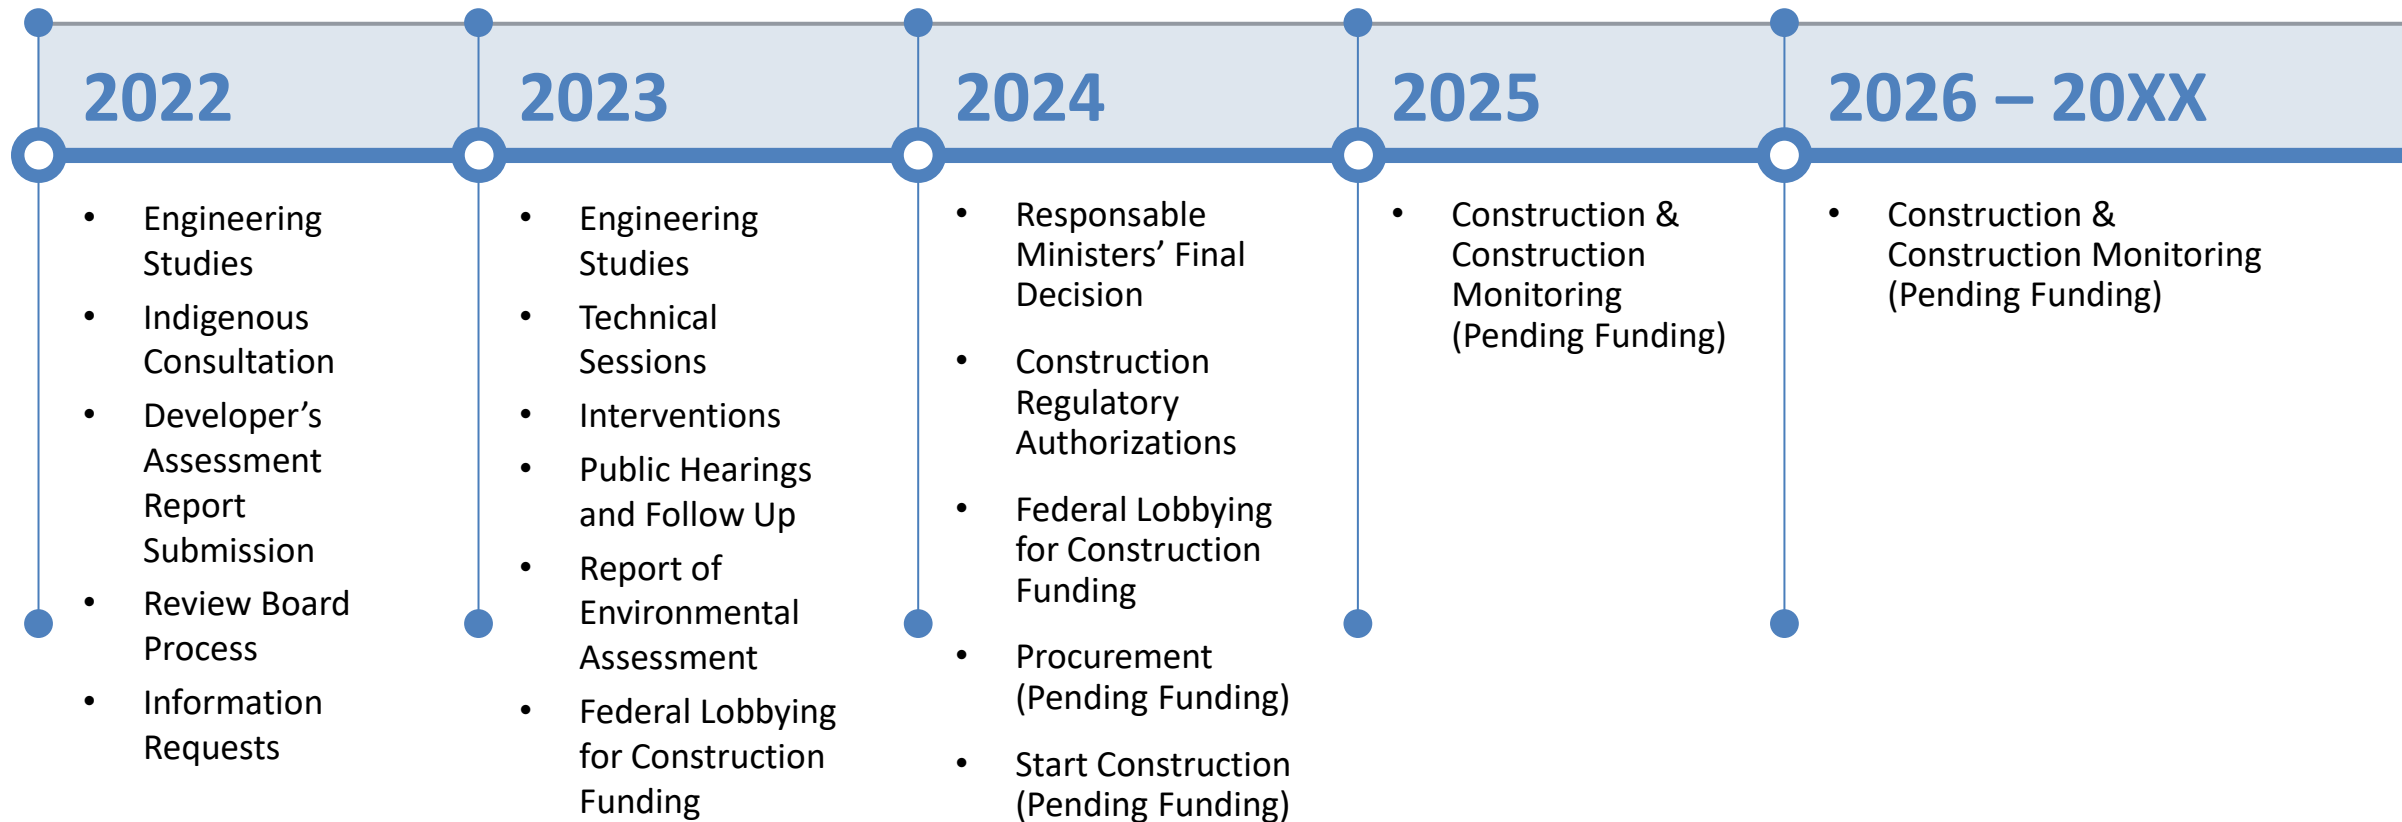 2022
• Engineering
Studies
• Indigenous
Consultation
• Developer’s
Assessment
Report
Submission
• Review Board
Process
• Information
Requests
2023
• Engineering
Studies
• Technical
Sessions
• Interventions
• Public Hearings
and Follow Up
• Report of
Environmental
Assessment
• Federal Lobbying
for Construction
Funding
2024
• Responsable
Ministers’ Final
Decision
• Construction
Regulatory
Authorizations
• Federal Lobbying
for Construction
Funding
• Procurement
(Pending Funding)
• Start Construction
(Pending Funding)
2025
• Construction &
Construction
Monitoring
(Pending Funding)
2026 – 20XX
• Construction &
Construction Monitoring
(Pending Funding)